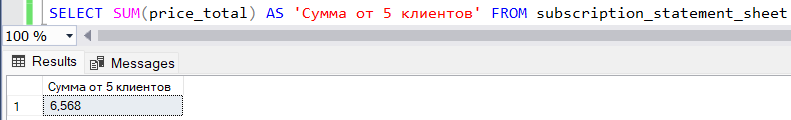 SELECT SUM(price_total) AS 'Сумма от 5 клиентов' FROM subscription_statement_sheet
100 %
Results Messages
Сумма от 5 клиентов
1 6,568